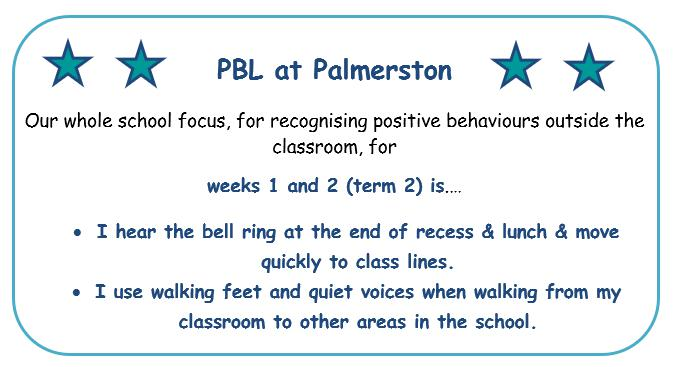 PBL at Palmerston
Our whole school focus, for recognising positive behaviours outside the
classroom, for
weeks 1 and 2 (term 2) is....
• I hear the bell ring at the end of recess & lunch & move
quickly to class lines.
• I use walking feet and quiet voices when walking from my
classroom to other areas in the school.